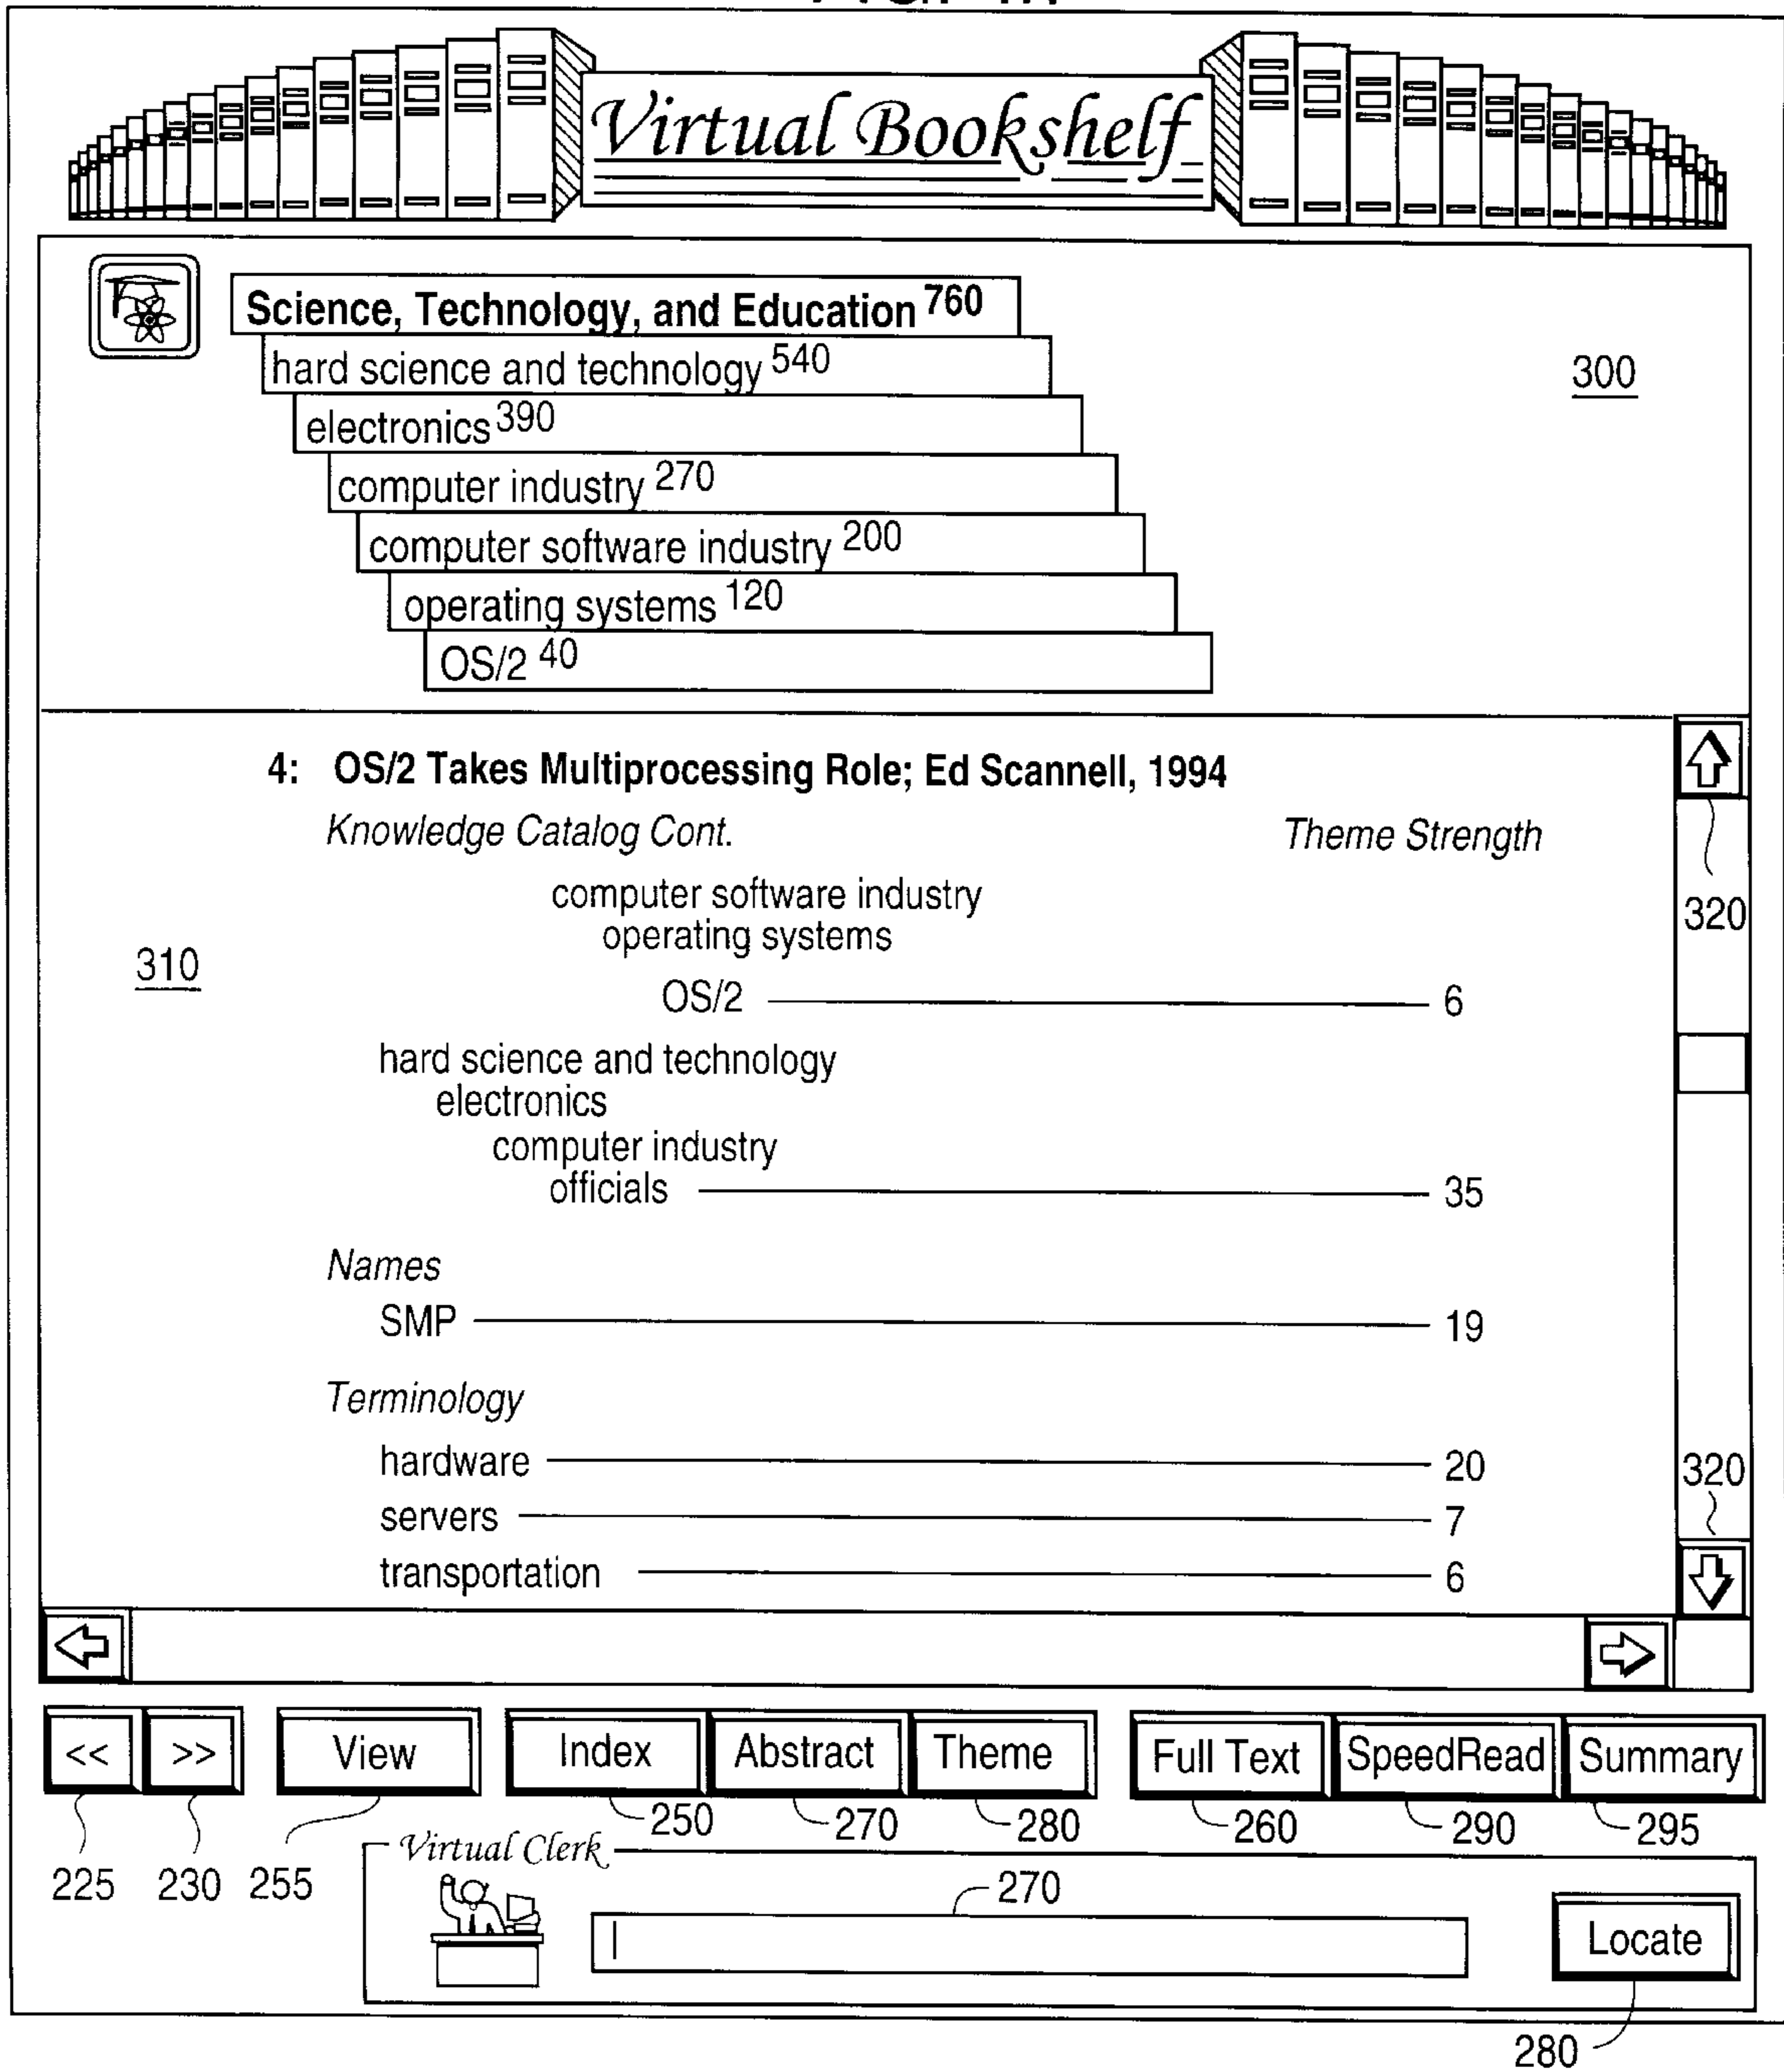 Virtual Bookshelf
Science, Technology, and Education 760
hard science and technology 540
300
electronics 390
computer industry 270
computer software industry 200
operating systems 120
OS/2 40
4: OS/2 Takes Multiprocessing Role; Ed Scannell, 1994
Knowledge Catalog Cont. Theme Strength
computer software industry
320
operating systems
310
OS/2 6
hard science and technology
electronics
computer industry
officials 35
Names
SMP 19
Terminology
hardware 20
320
servers 7
transportation 6
<< >> View Index Abstract Theme Full Text SpeedRead Summary
250 270 280 260 290 295
Virtual Clerk
225 230 255
270
Locate
280